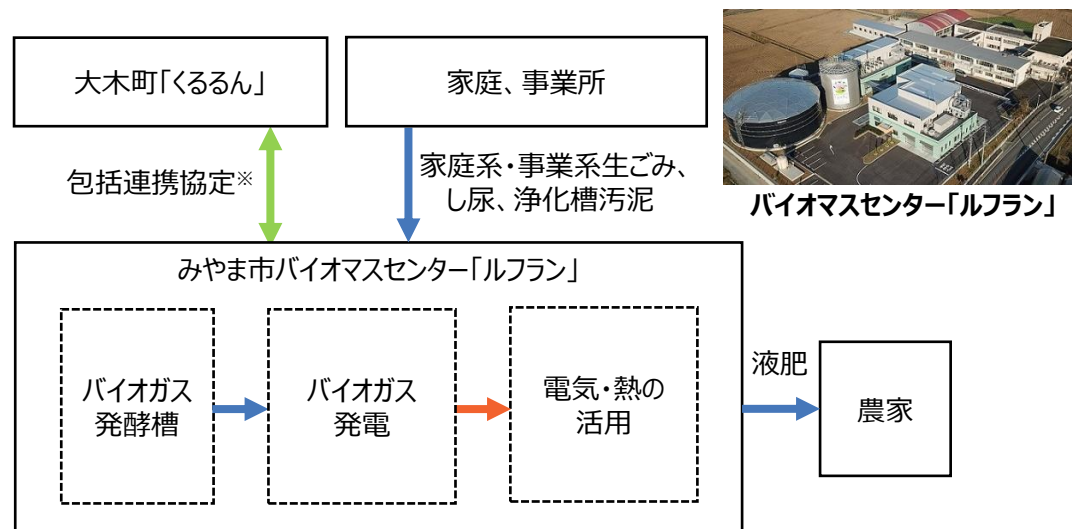 大木町「くるるん」
家庭、事業所
包括連携協定※
家庭系・事業系生ごみ、
し尿、浄化槽汚泥
バイオマスセンター「ルフラン」
みやま市バイオマスセンター「ルフラン」
バイオガス
発酵槽
バイオガス
発電
電気・熱の
活用
液肥
農家